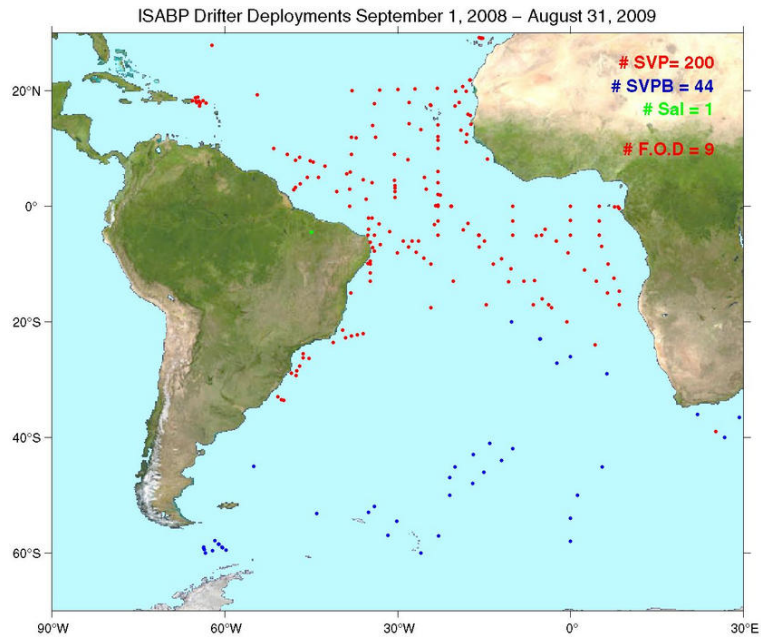 ISABP Drifter Deployments September 1, 2008 – August 31, 2009
# SVP= 200
20°N
# SVPB = 44
# Sal = 1
# F.O.D = 9
0°
20°S
40°S
60°S
90°W
60°W
30°W
0°
30°E